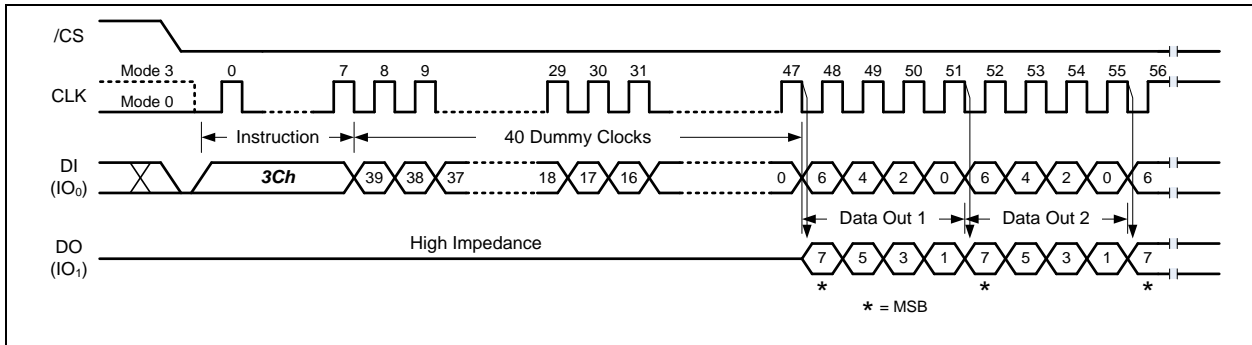 /CS
Mode 3 0 7 8 9 29 30 31 47 48 49 50 51 52 53 54 55 56
CLK
Mode 0
Instruction 40 Dummy Clocks
DI
(IO0)
3Ch 39 38 37 18 17 16 0 6 4 2 0 6 4 2 0 6
Data Out 1 Data Out 2
DO
(IO1)
High Impedance
7 5 3 1 7 5 3 1 7
* * *
* = MSB